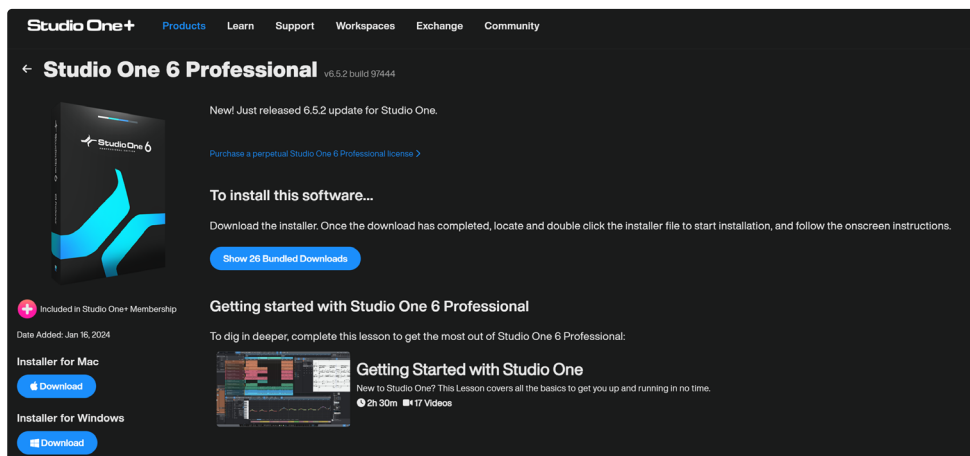 Studio One+ Products Learn Support Workspaces Exchange Community
← Studio One 6 Professional v6.5.2 build 97444
New! Just released 6.5.2 update for Studio One.
Purchase a perpetual Studio One 6 Professional license >
Studio One 6
PROFESSIONAL EDITION
To install this software...
Download the installer. Once the download has completed, locate and double click the installer file to start installation, and follow the onscreen instructions.
Show 26 Bundled Downloads
Included in Studio One+ Membership
Date Added: Jan 16, 2024
Installer for Mac
Download
Installer for Windows
Download
Getting started with Studio One 6 Professional
To dig in deeper, complete this lesson to get the most out of Studio One 6 Professional:
Getting Started with Studio One
New to Studio One? This Lesson covers all the basics to get you up and running in no time.
2h 30m 17 Videos